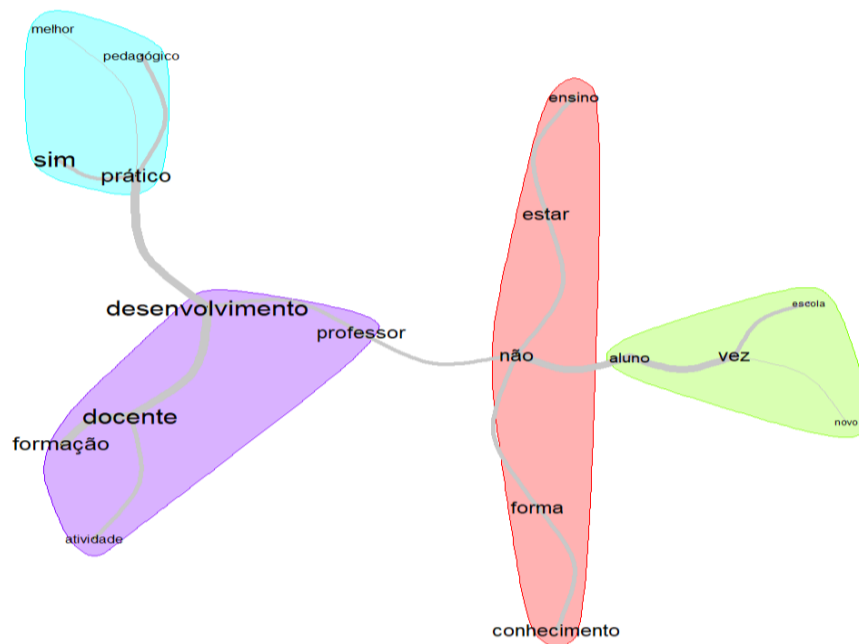 melhor
pedagógico
sim
prático
desenvolvimento
professor
docente
formação
atividade
ensino
estar
não
forma
conhecimento
aluno
vez
escola
novo